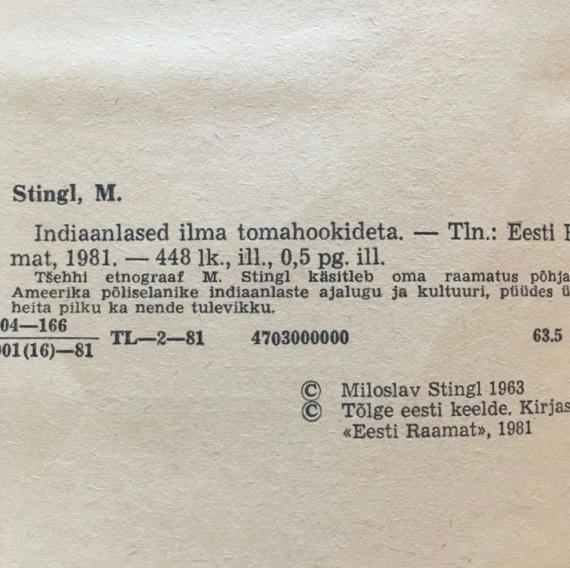 Stingl, M.
Indiaanlased ilma tomahookideta. — Tln.: Eesti
mat, 1981. — 448 lk., ill., 0,5 pg. ill.
Tšehhi etnograaf M. Stingl käsitleb oma raamatus põhja
Ameerika põliselanike indiaanlaste ajalugu ja kultuuri, püüdes
heita pilku ka nende tulevikku.
04—166
01(16)—81
TL—2—81 4703000000 63.5
© Miloslav Stingl 1963
© Tõlge eesti keelde. Kirjas
«Eesti Raamat», 1981